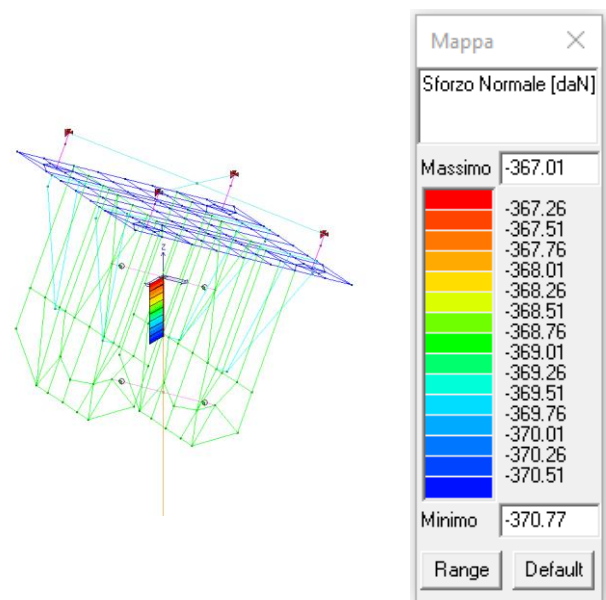 Mappa
Sforzo Normale [daN]
Massimo -367.01
-367.26
-367.51
-367.76
-368.01
-368.26
-368.51
-368.76
-369.01
-369.26
-369.51
-369.76
-370.01
-370.26
-370.51
Minimo -370.77
Range Default
Z